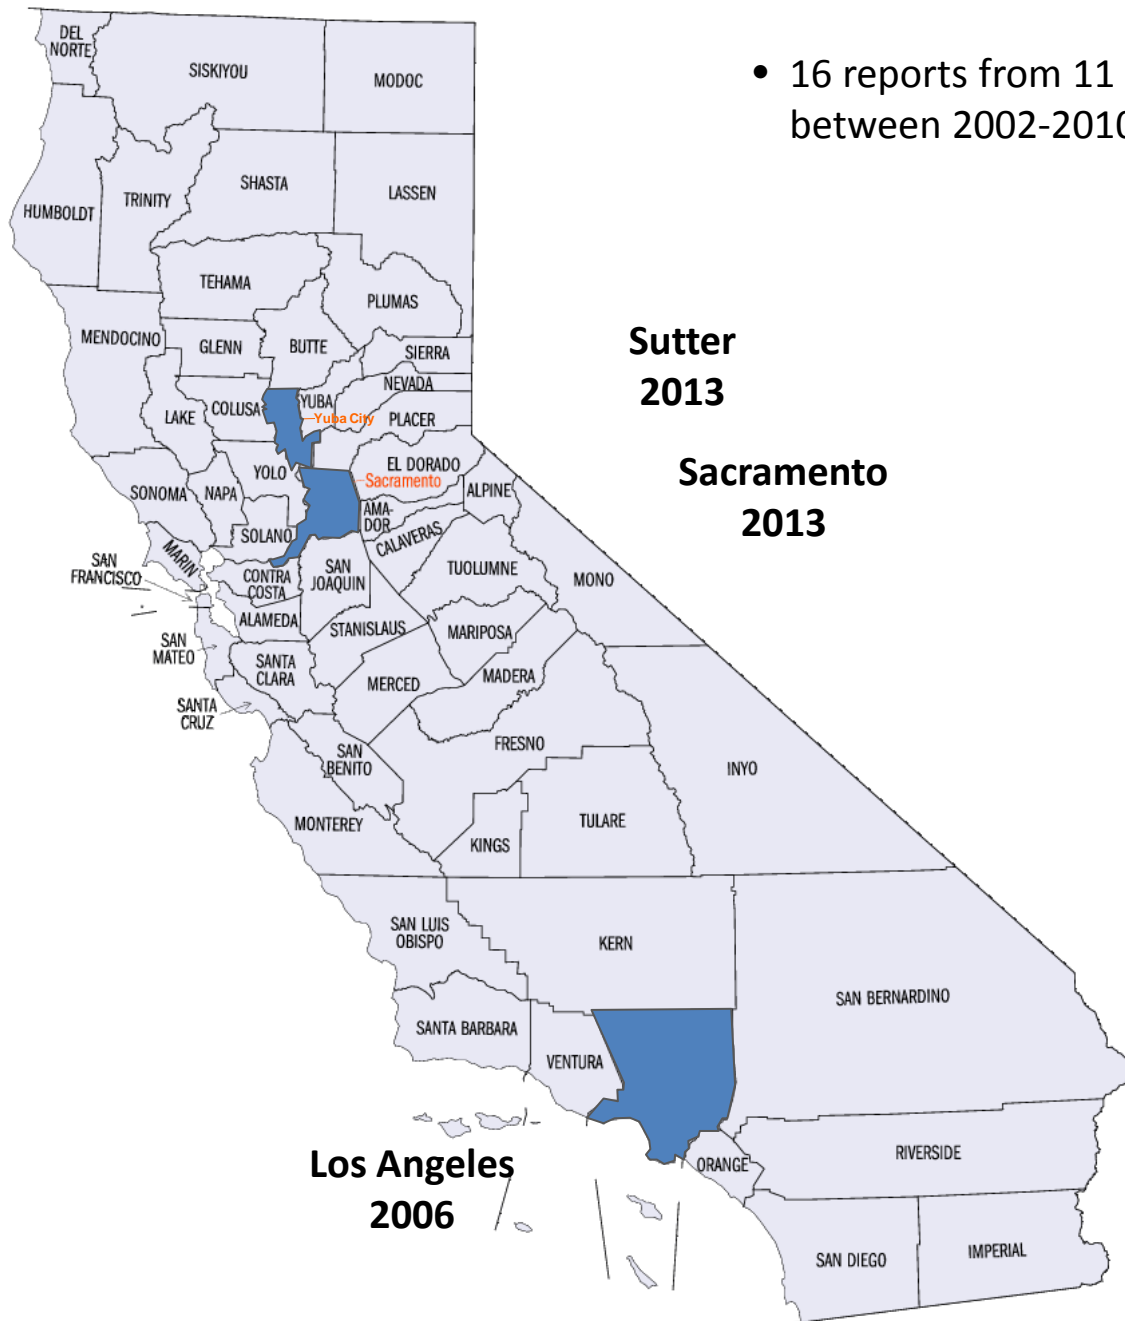 DEL
NORTE
SISKIYOU
MODOC
• 16 reports from 11
between 2002-2010
SHASTA
LASSEN
TRINITY
HUMBOLDT
TEHAMA
PLUMAS
MENDOCINO
GLENN
BUTTE
SIERRA
Sutter
2013
NEVADA
YUBA
COLUSA
LAKE
Yuba City
PLACER
EL DORADO
YOLO
Sacramento
ALPINE
Sacramento
2013
SONOMA
NAPA
AMA-
DOR
SOLANO
CALAVERAS
MARIN
SAN
FRANCISCO
CONTRA
COSTA
SAN
JOAQUIN
TUOLUMNE
MONO
ALAMEDA
STANISLAUS
MARIPOSA
SAN
MATEO
SANTA
CLARA
MERCED
MADERA
SANTA
CRUZ
SAN
BENITO
FRESNO
INYO
MONTEREY
TULARE
KINGS
SAN LUIS
OBISPO
KERN
SAN BERNARDINO
SANTA BARBARA
VENTURA
Los Angeles
2006
ORANGE
RIVERSIDE
SAN DIEGO
IMPERIAL